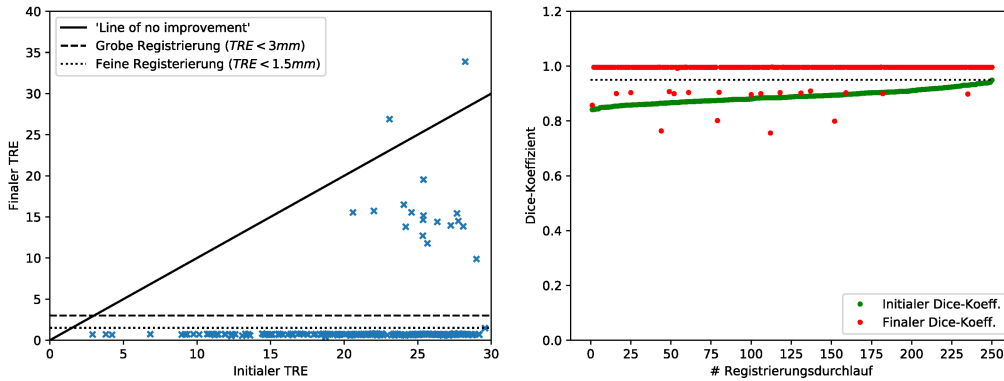 'Line of no improvement'
Grobe Registrierung (TRE < 3mm)
Feine Registerierung (TRE < 1.5mm)
Finaler TRE
40
35
30
25
20
15
10
5
0
0 5 10 15 20 25 30
Initialer TRE
Dice-Koeffizient
1.2
1.0
0.8
0.6
0.4
0.2
0.0
0 25 50 75 100 125 150 175 200 225 250
# Registrierungsdurchlauf
Initialer Dice-Koeff.
Finaler Dice-Koeff.